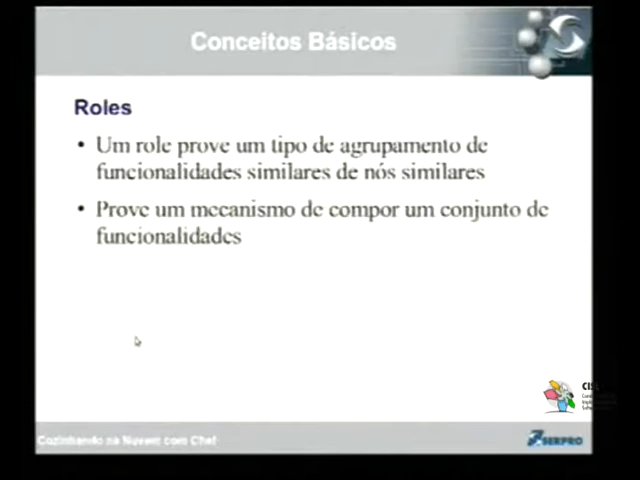 Conceitos Básicos
Roles
• Um role prove um tipo de agrupamento de
funcionalidades similares de nós similares
• Prove um mecanismo de compor um conjunto de
funcionalidades
Cozinhando na Nuvem com Chef
SERPRO